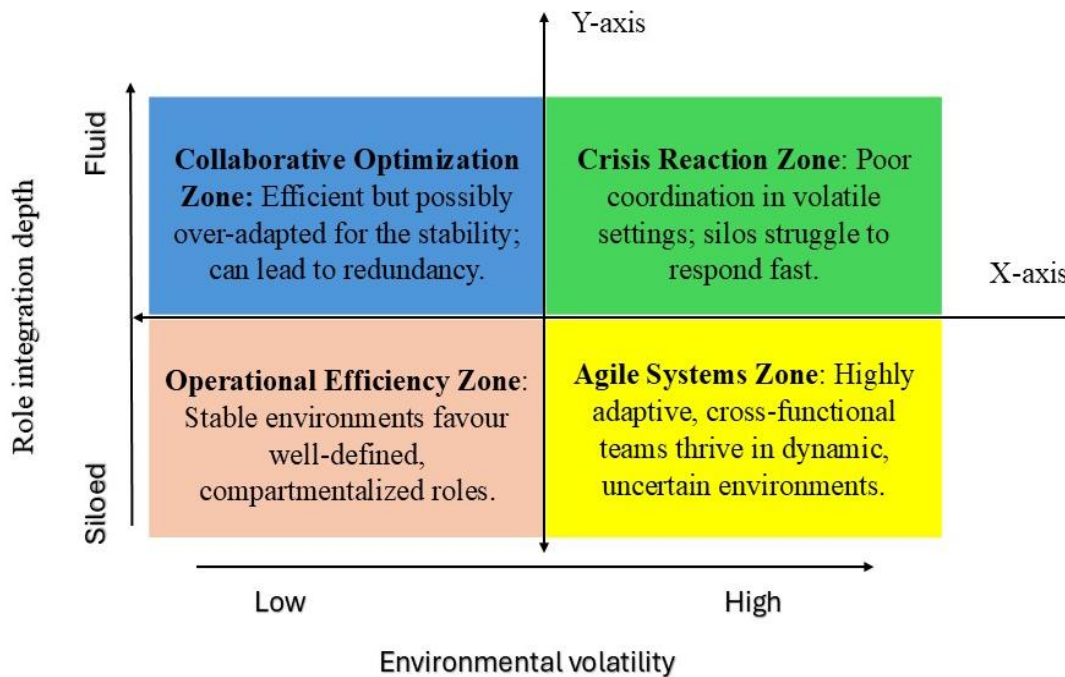 Y-axis
Fluid
Collaborative Optimization
Zone: Efficient but possibly
over-adapted for the stability;
can lead to redundancy.
Crisis Reaction Zone: Poor
coordination in volatile
settings; silos struggle to
respond fast.
X-axis
Role integration depth
Operational Efficiency Zone:
Stable environments favour
well-defined,
compartmentalized roles.
Agile Systems Zone: Highly
adaptive, cross-functional
teams thrive in dynamic,
uncertain environments.
Siloed
Low
High
Environmental volatility